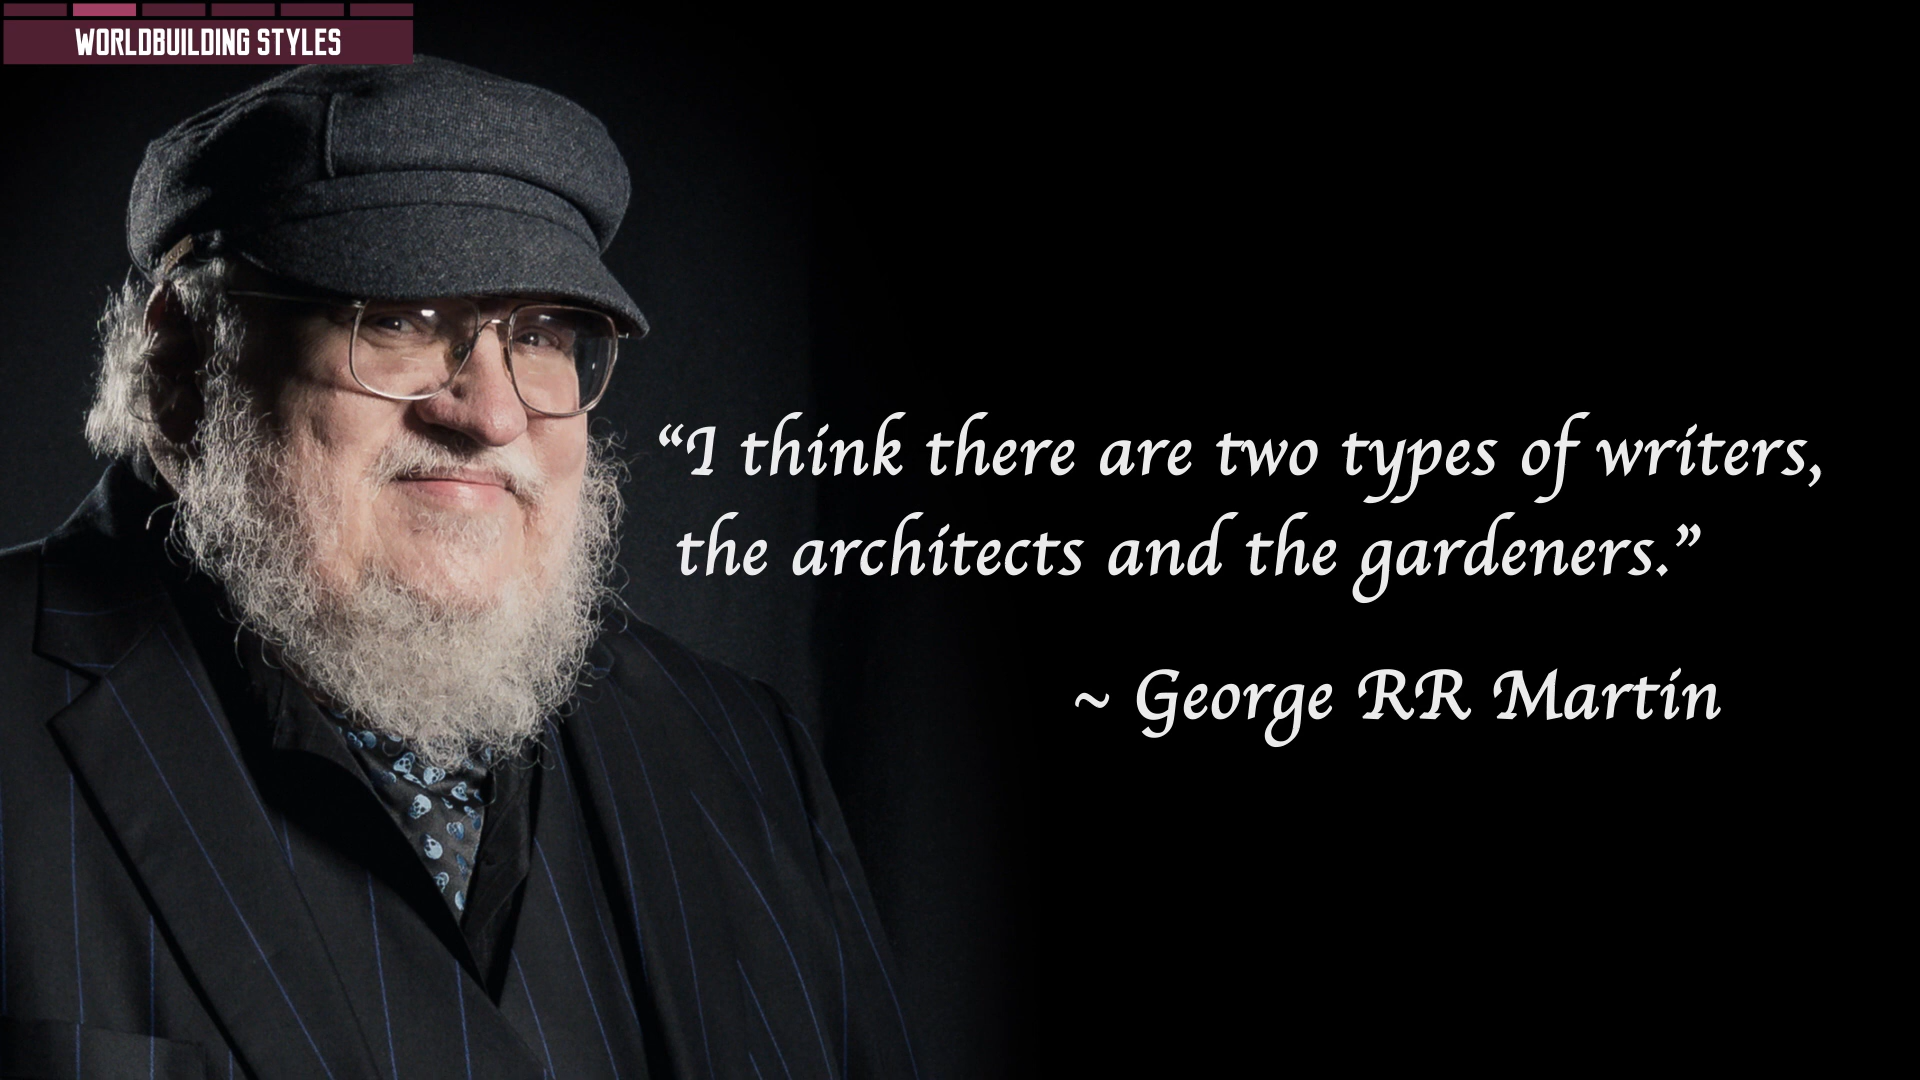 WORLDBUILDING STYLES
“I think there are two types of writers,
the architects and the gardeners.”
~ George RR Martin